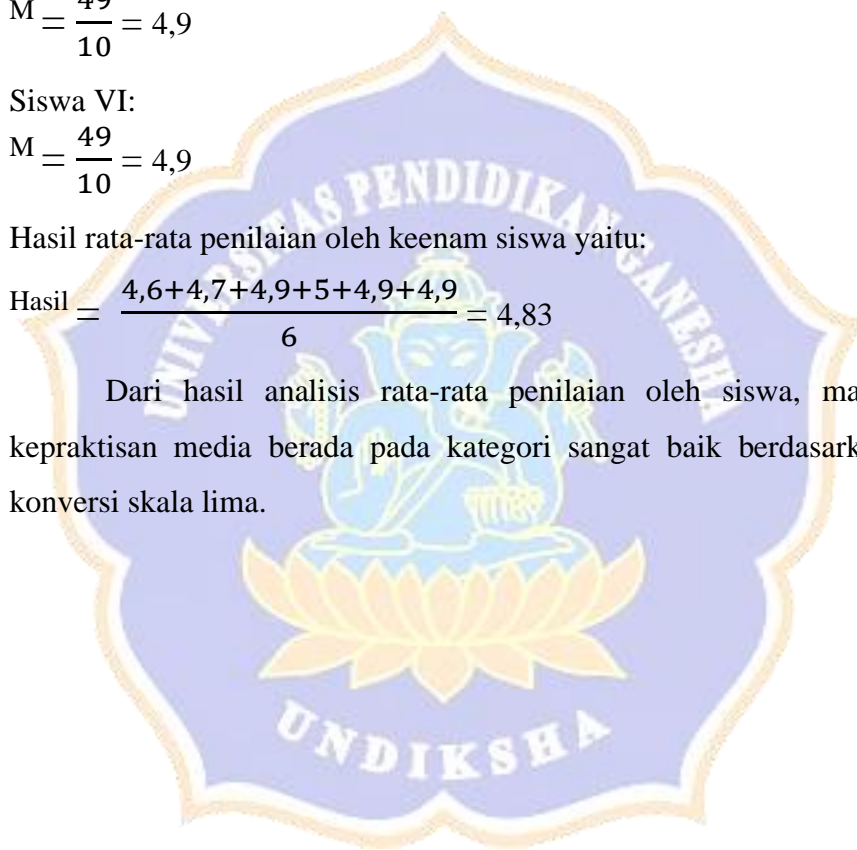 M = 49/10 = 4,9
Siswa VI:
M = 49/10 = 4,9
Hasil rata-rata penilaian oleh keenam siswa yaitu:
Hasil = 4,6+4,7+4,9+5+4,9+4,9/6 = 4,83
Dari hasil analisis rata-rata penilaian oleh siswa, ma
kepraktisan media berada pada kategori sangat baik berdasark
konversi skala lima.
UNIVERSITAS PENDIDIKAN GANESHA
UNDIKSHA